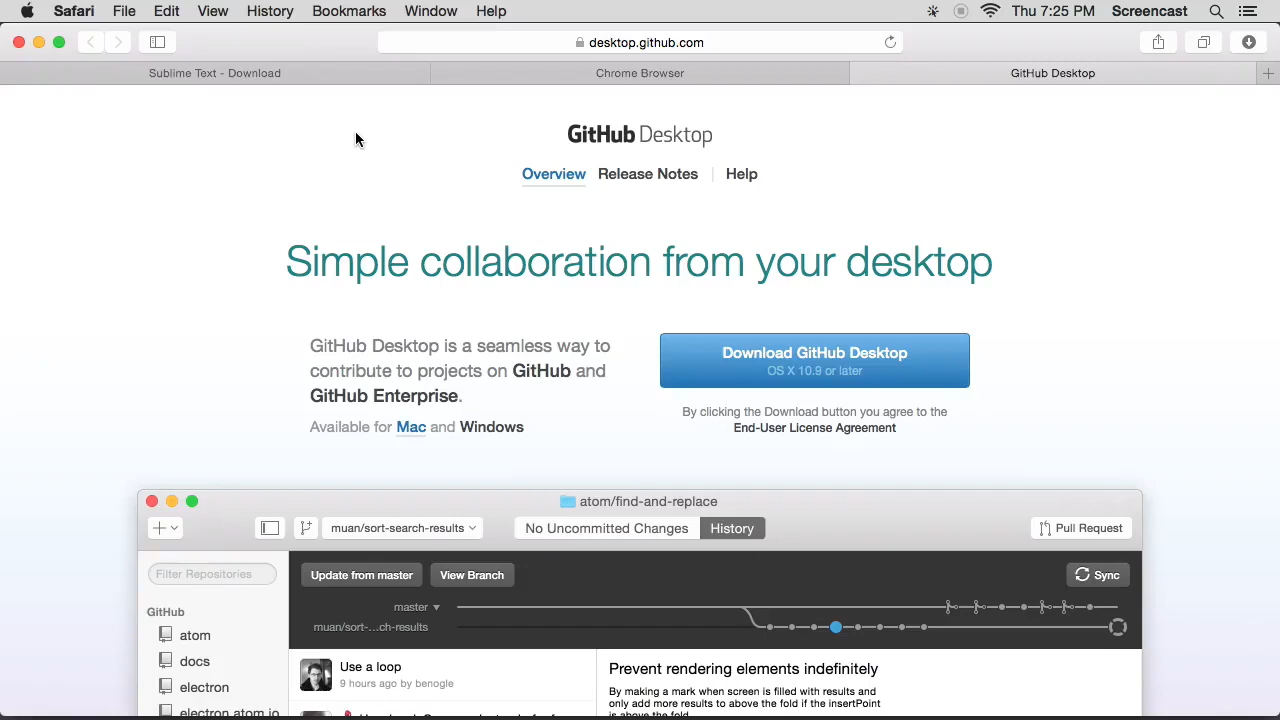 Safari File Edit View History Bookmarks Window Help Thu 7:25 PM Screencast
desktop.github.com
Sublime Text - Download Chrome Browser GitHub Desktop
GitHub Desktop
Overview Release Notes Help
Simple collaboration from your desktop
GitHub Desktop is a seamless way to
contribute to projects on GitHub and
GitHub Enterprise.
Available for Mac and Windows
Download GitHub Desktop
OS X 10.9 or later
By clicking the Download button you agree to the
End-User License Agreement
atom/find-and-replace
muan/sort-search-results No Uncommitted Changes History Pull Request
Filter Repositories
Update from master View Branch Sync
master
muan/sort-...ch-results
GitHub
atom
docs
electron
electron.atom.io
Use a loop
9 hours ago by benogle
Prevent rendering elements indefinitely
By making a mark when screen is filled with results and
only add more results to above the fold if the insertPoint
is above the fold